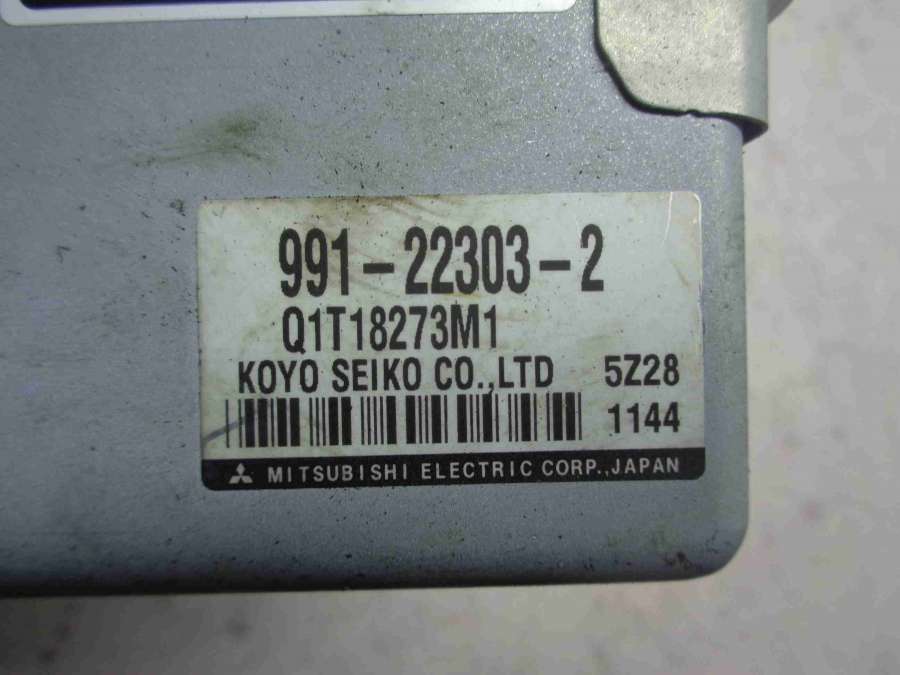 991-22303-2
Q1T18273M1
KOYO SEIKO CO.,LTD 5Z28
1144
MITSUBISHI ELECTRIC CORP.,JAPAN